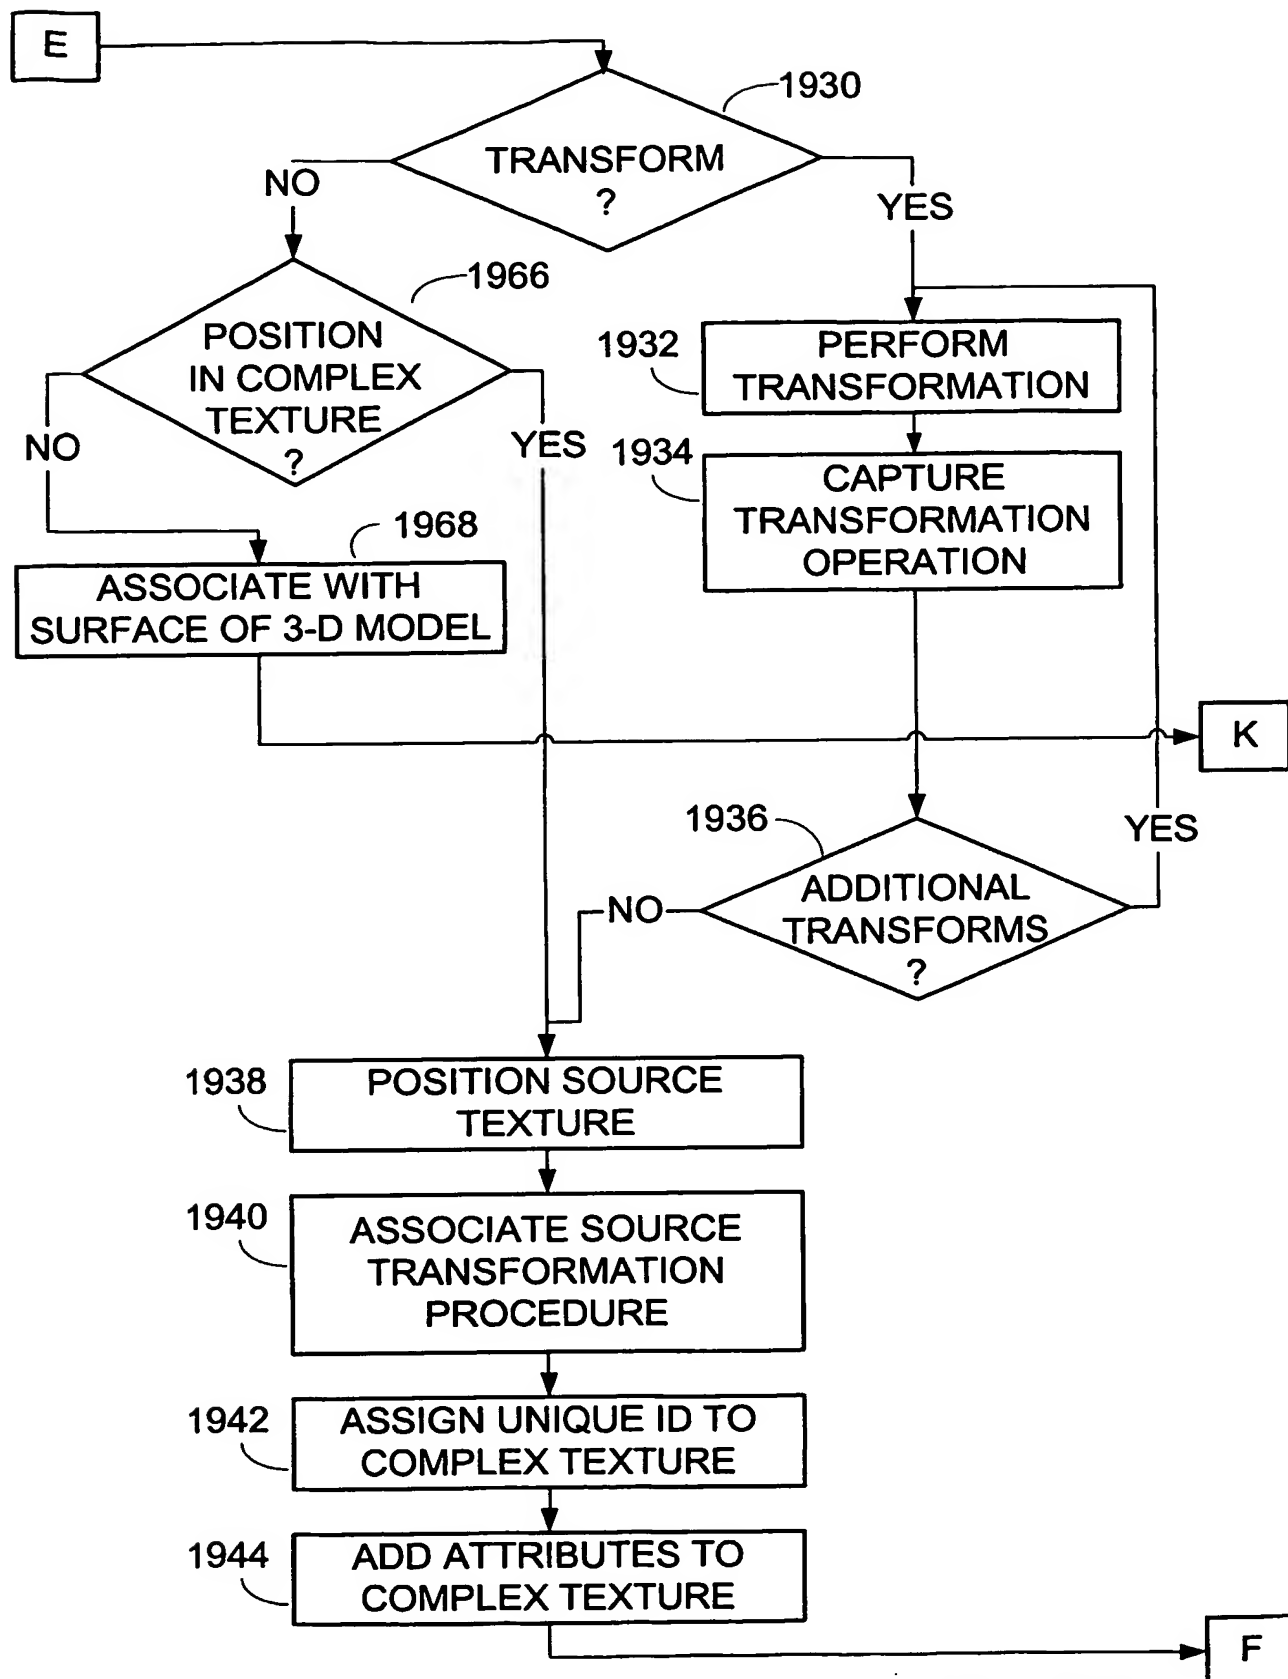 E
1930
TRANSFORM
?
NO
YES
1966
POSITION
IN COMPLEX
TEXTURE
?
NO
YES
1932
PERFORM
TRANSFORMATION
1934
CAPTURE
TRANSFORMATION
OPERATION
1968
ASSOCIATE WITH
SURFACE OF 3-D MODEL
K
1936
ADDITIONAL
TRANSFORMS
?
YES
NO
1938
POSITION SOURCE
TEXTURE
1940
ASSOCIATE SOURCE
TRANSFORMATION
PROCEDURE
1942
ASSIGN UNIQUE ID TO
COMPLEX TEXTURE
1944
ADD ATTRIBUTES TO
COMPLEX TEXTURE
F